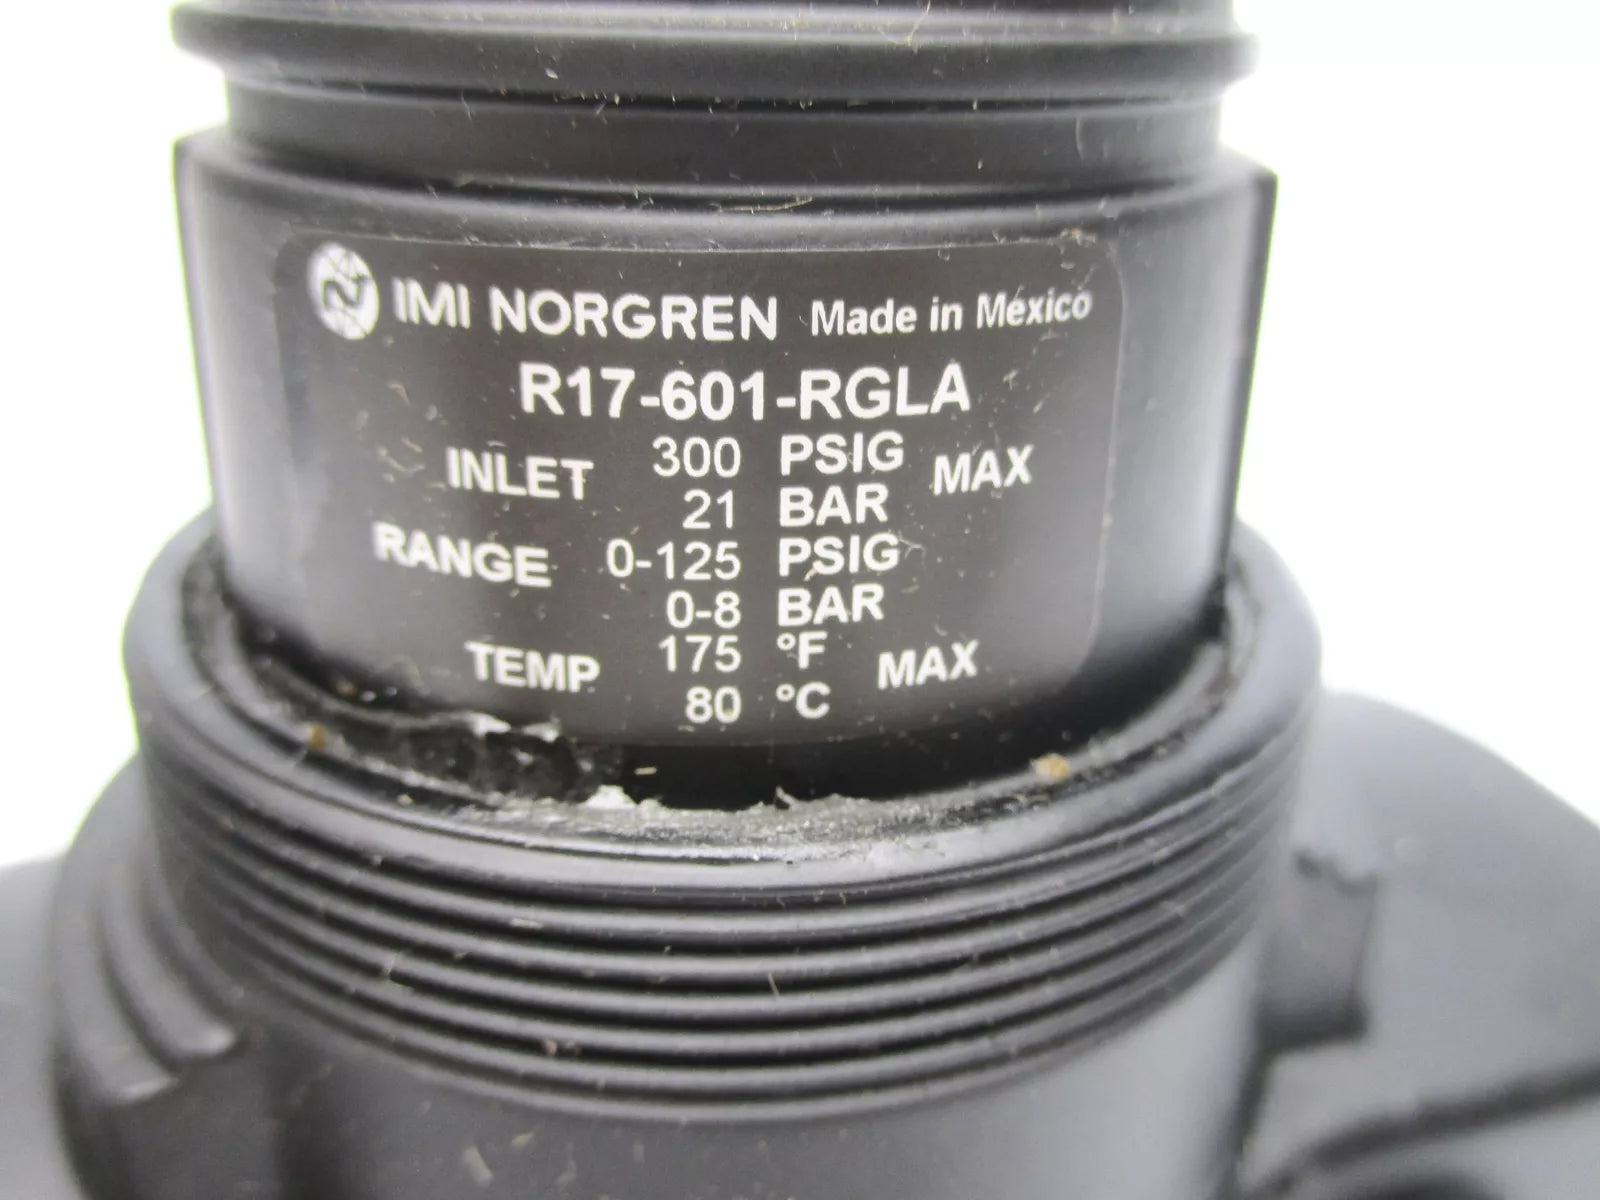 IMI NORGREN Made in México
R17-601-RGLA
INLET 300 PSIG MAX
21 BAR
RANGE 0-125 PSIG
0-8 BAR
TEMP 175 °F MAX
80 °C